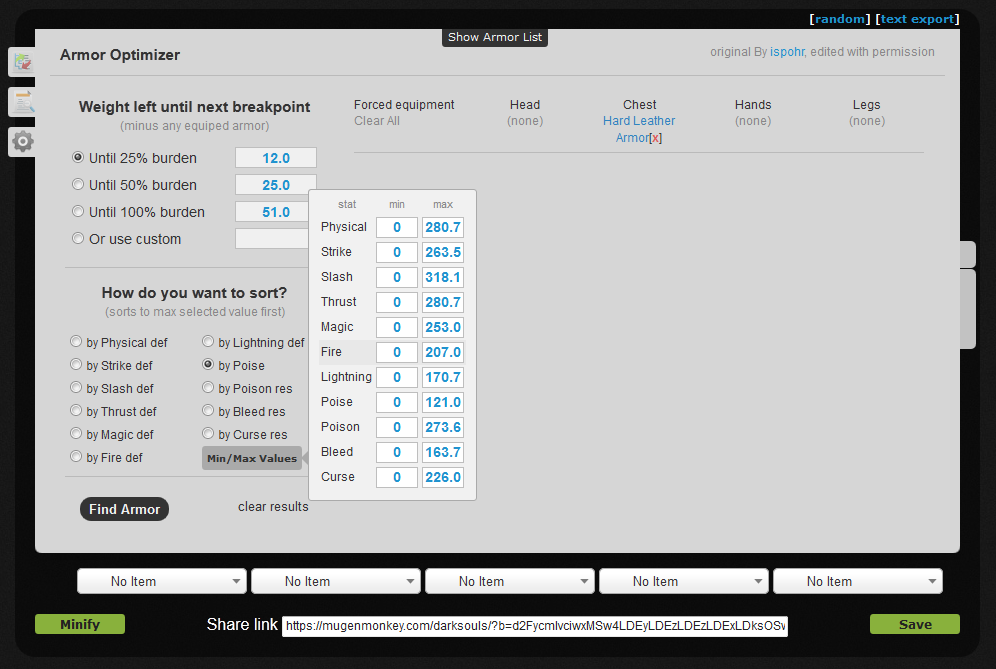 [random] [text export]
Show Armor List
Armor Optimizer
original By ispohr, edited with permission
Weight left until next breakpoint
(minus any equiped armor)
Until 25% burden 12.0
Until 50% burden 25.0
Until 100% burden 51.0
Or use custom
Forced equipment Head Chest Hands Legs
Clear All (none) Hard Leather (none) (none)
Armor[x]
How do you want to sort?
(sorts to max selected value first)
by Physical def by Lightning def
by Strike def by Poise
by Slash def by Poison res
by Thrust def by Bleed res
by Magic def by Curse res
by Fire def Min/Max Values
Find Armor clear results
stat min max
Physical 0 280.7
Strike 0 263.5
Slash 0 318.1
Thrust 0 280.7
Magic 0 253.0
Fire 0 207.0
Lightning 0 170.7
Poise 0 121.0
Poison 0 273.6
Bleed 0 163.7
Curse 0 226.0
No Item No Item No Item No Item No Item
Minify Share link https://mugenmonkey.com/darksouls/?b=d2FycmlvciwxMSw4LDEyLDEzLDEzLDExLDksOSw Save